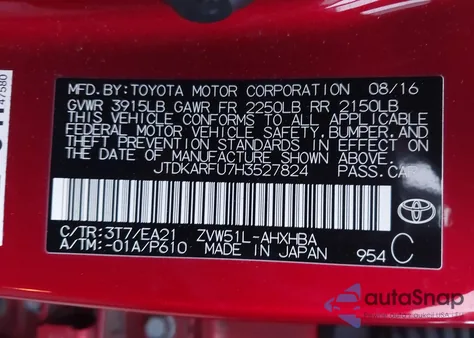 MFD.BY:TOYOTA MOTOR CORPORATION 08/16
GVWR 3915LB GAWR FR 2250LB RR 2150LB
THIS VEHICLE CONFORMS TO ALL APPLICABLE
FEDERAL MOTOR VEHICLE SAFETY, BUMPER, AND
THEFT PREVENTION STANDARDS IN EFFECT ON
THE DATE OF MANUFACTURE SHOWN ABOVE.
JTDKARFU7H3527824 PASS.CAR
C/TR:3T7/EA21 ZVW51L-AHXHBA
A/TM:-01A/P610 MADE IN JAPAN 954 C
TOYOTA
47580
autoSnap